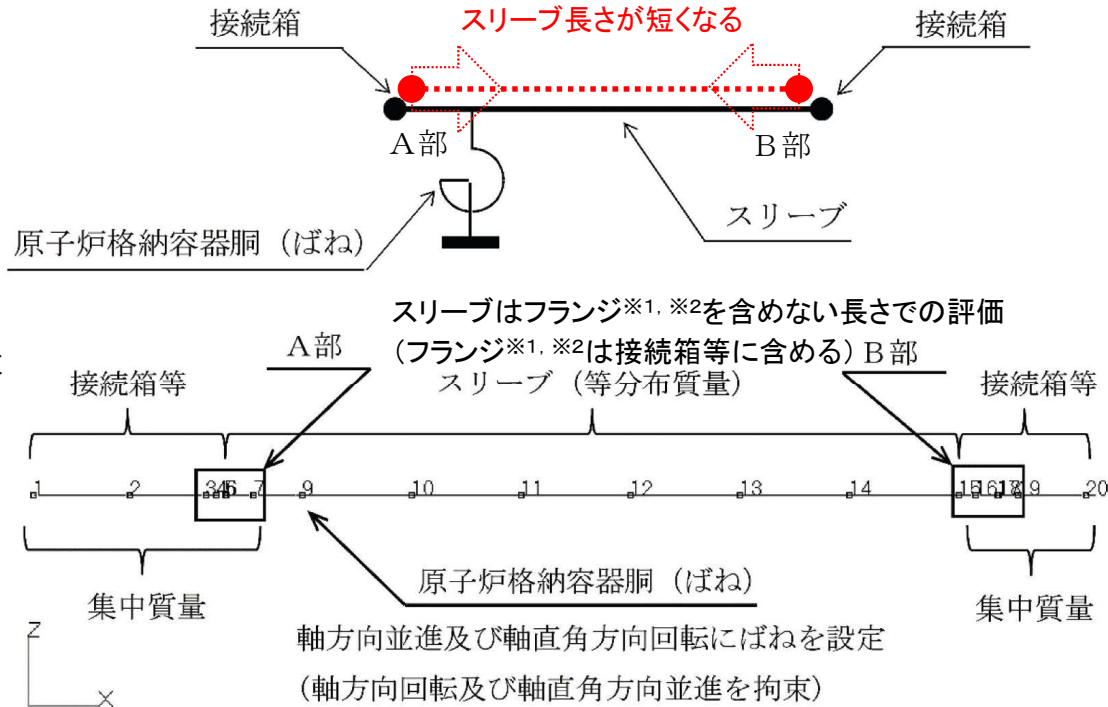 スリーブ長さが短くなる
接続箱
接続箱
A部
B部
スリーブ
原子炉格納容器胴（ばね）
スリーブはフランジ※1, ※2を含めない長さでの評価
（フランジ※1, ※2は接続箱等に含める）
A部
B部
接続箱等
スリーブ（等分布質量）
接続箱等
1 2 3 4 5 7 9 10 11 12 13 14 15 16 17 19 20
集中質量
原子炉格納容器胴（ばね）
集中質量
軸方向並進及び軸直角方向回転にばねを設定
（軸方向回転及び軸直角方向並進を拘束）
Z
X